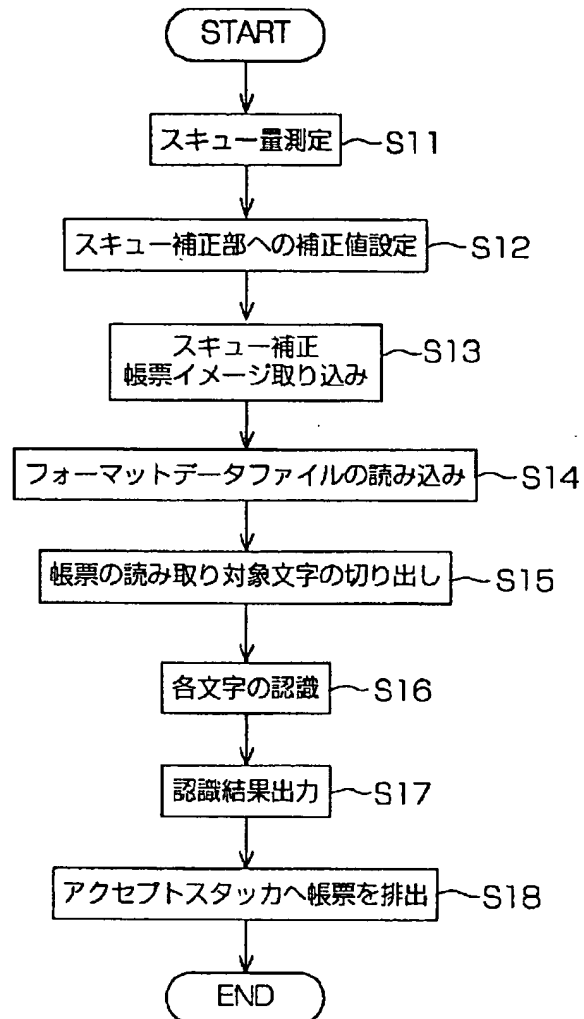 START
スキュー量測定 S11
スキュー補正部への補正値設定 S12
スキュー補正
帳票イメージ取り込み S13
フォーマットデータファイルの読み込み S14
帳票の読み取り対象文字の切り出し S15
各文字の認識 S16
認識結果出力 S17
アクセプトスタッカへ帳票を排出 S18
END